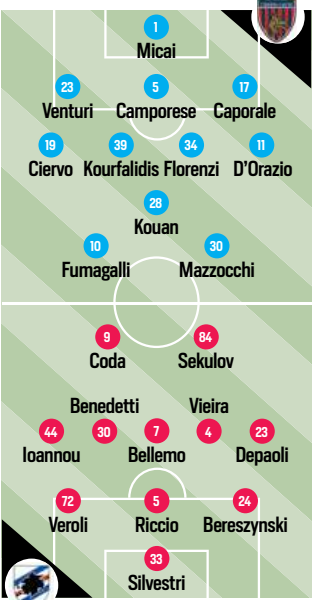 1
Micai
23 5 17
Venturi Camporese Caporale
19 39 34 11
Ciervo Kourfalidis Florenzi D'Orazio
28
Kouan
10 30
Fumagalli Mazzocchi
9 84
Coda Sekulov
Benedetti Vieira
44 30 7 4 23
Ioannou Bellemo Depaoli
72 5 24
Veroli Riccio Bereszynski
33
Silvestri